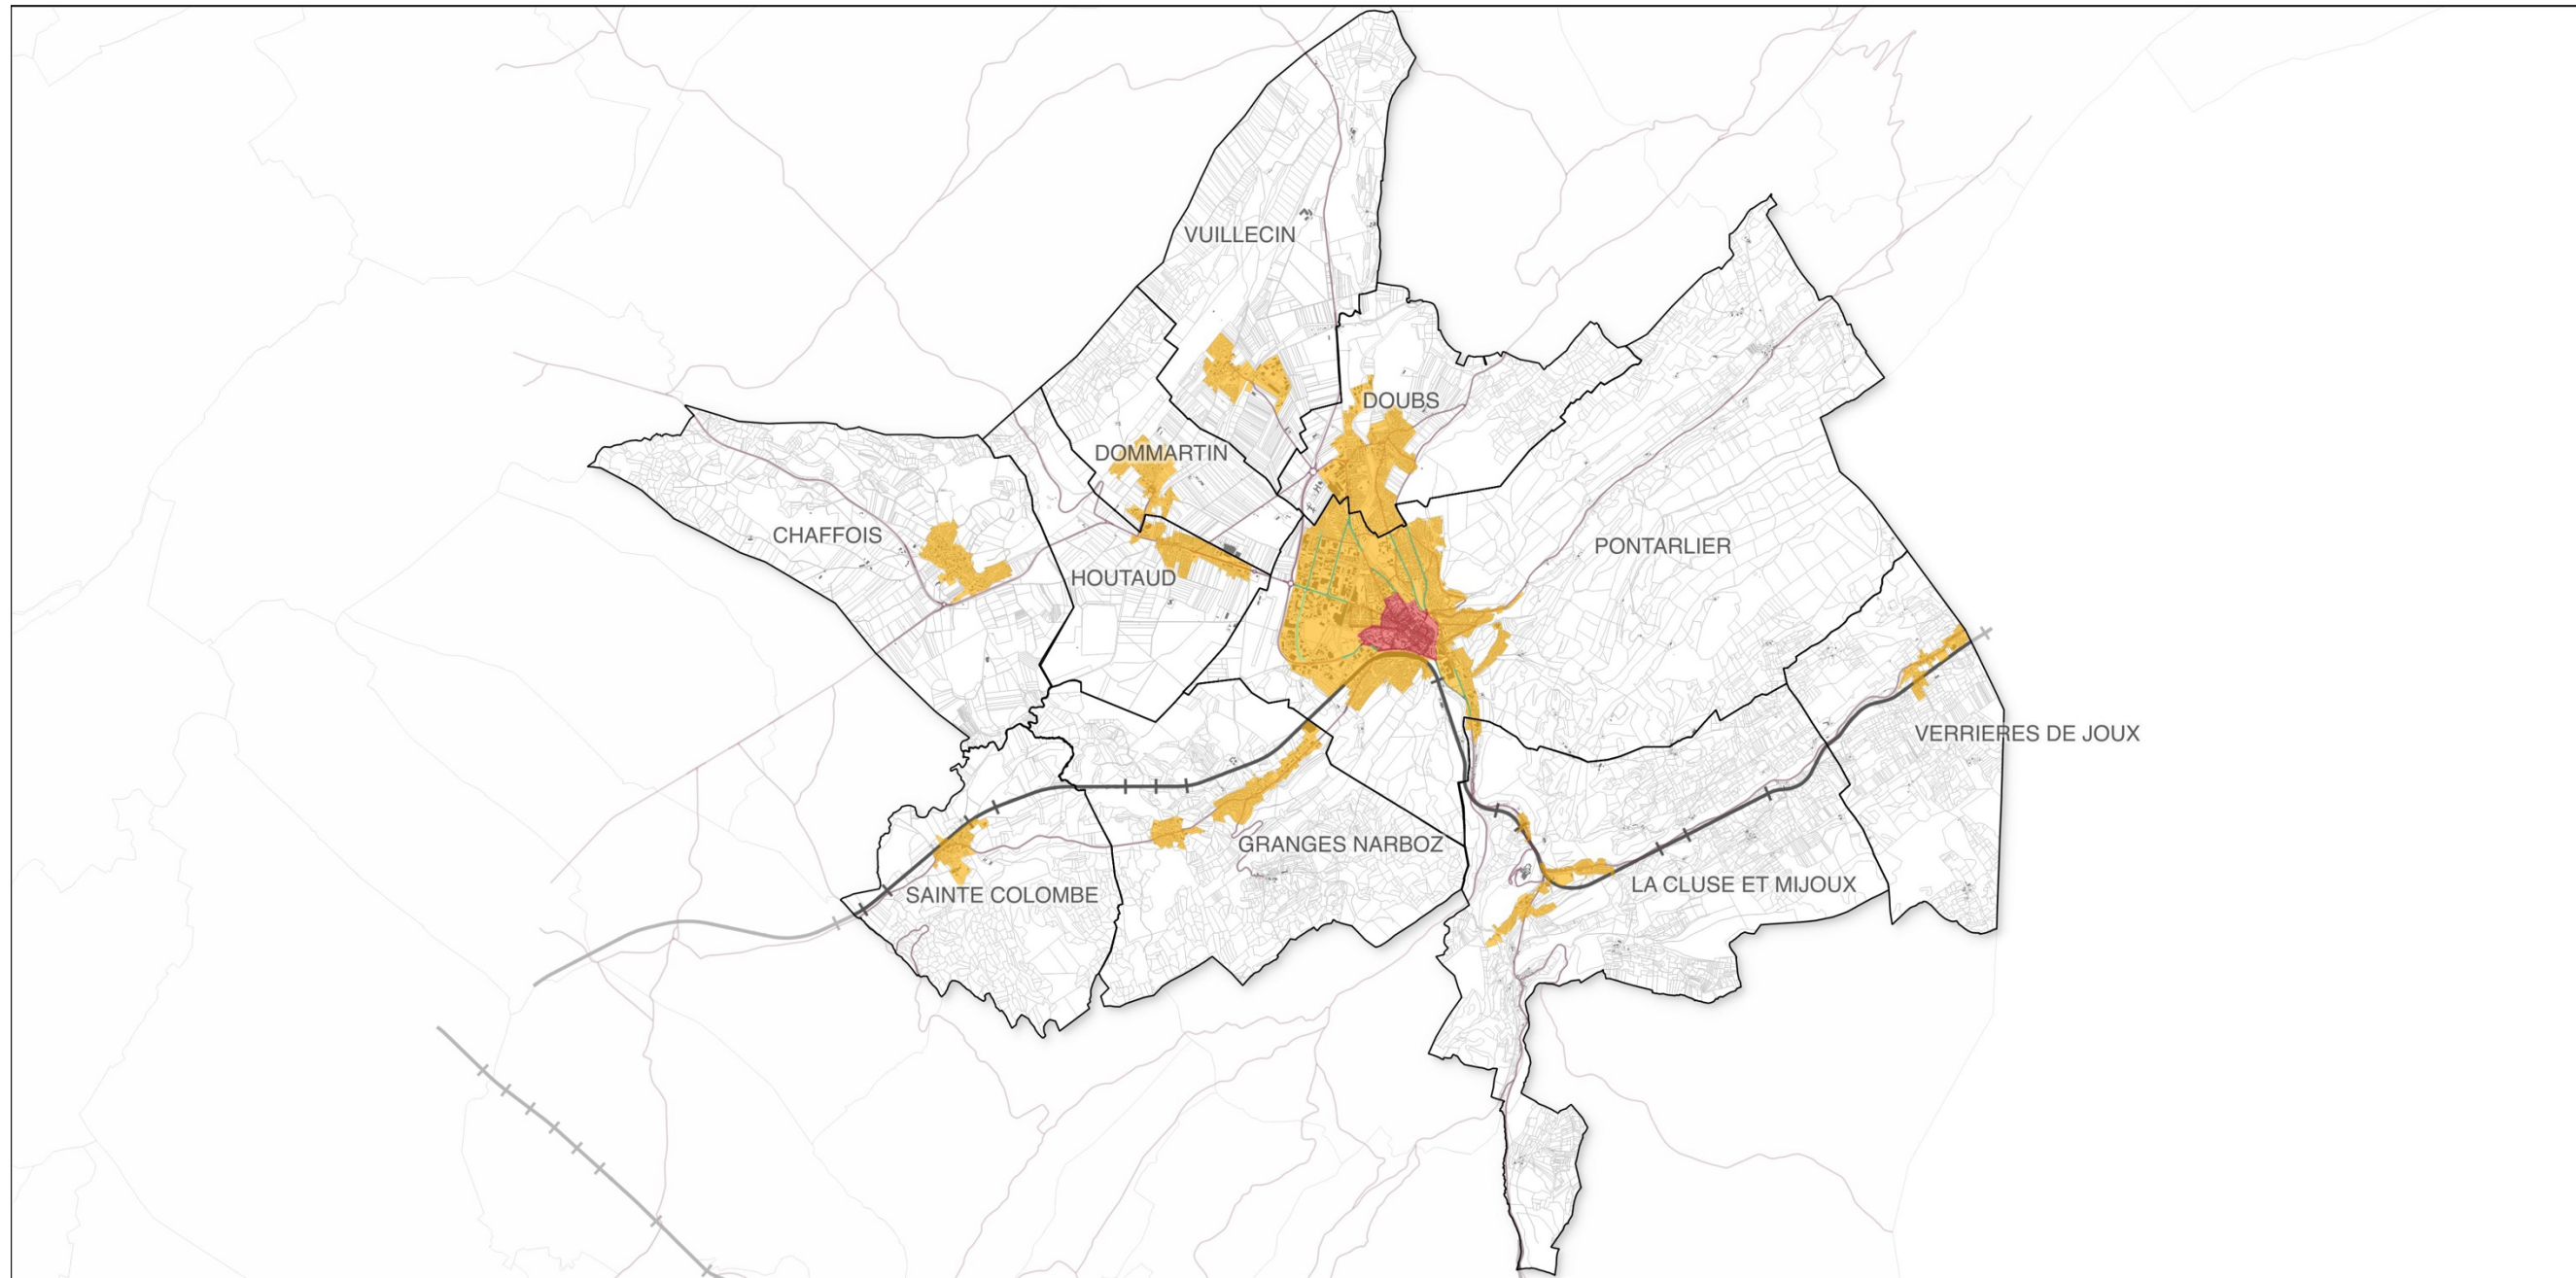 VUILLECIN
DOUBS
DOMMARTIN
CHAFFOIS
PONTARLIER
HOUTAUD
VERRIERES DE JOUX
GRANGES NARBOZ
LA CLUSE ET MIJOUX
SAINTE COLOMBE